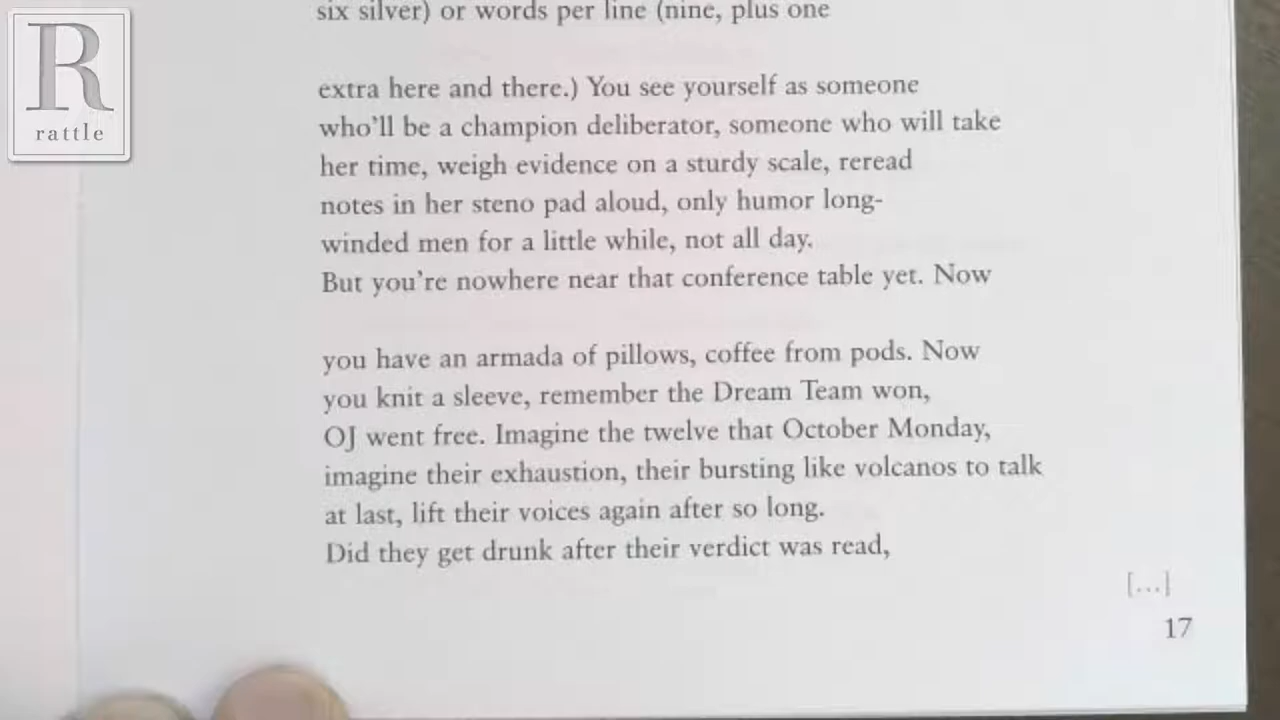 R
rattle
six silver) or words per line (nine, plus one
extra here and there.) You see yourself as someone
who'll be a champion deliberator, someone who will take
her time, weigh evidence on a sturdy scale, reread
notes in her steno pad aloud, only humor long-
winded men for a little while, not all day.
But you're nowhere near that conference table yet. Now
you have an armada of pillows, coffee from pods. Now
you knit a sleeve, remember the Dream Team won,
OJ went free. Imagine the twelve that October Monday,
imagine their exhaustion, their bursting like volcanos to talk
at last, lift their voices again after so long.
Did they get drunk after their verdict was read,
[...]
17